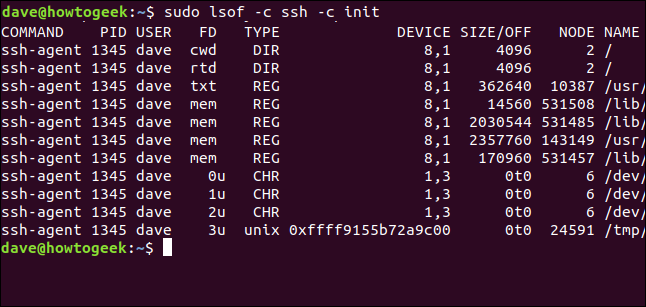 dave@howtogeek:~$ sudo lsof -c ssh -c init
COMMAND PID USER FD TYPE DEVICE SIZE/OFF NODE NAME
ssh-agent 1345 dave cwd DIR 8,1 4096 2 /
ssh-agent 1345 dave rtd DIR 8,1 4096 2 /
ssh-agent 1345 dave txt REG 8,1 362640 10387 /usr/
ssh-agent 1345 dave mem REG 8,1 14560 531508 /lib/
ssh-agent 1345 dave mem REG 8,1 2030544 531485 /lib/
ssh-agent 1345 dave mem REG 8,1 2357760 143149 /usr/
ssh-agent 1345 dave mem REG 8,1 170960 531457 /lib/
ssh-agent 1345 dave 0u CHR 1,3 0t0 6 /dev/
ssh-agent 1345 dave 1u CHR 1,3 0t0 6 /dev/
ssh-agent 1345 dave 2u CHR 1,3 0t0 6 /dev/
ssh-agent 1345 dave 3u unix 0xffff9155b72a9c00 0t0 24591 /tmp/
dave@howtogeek:~$